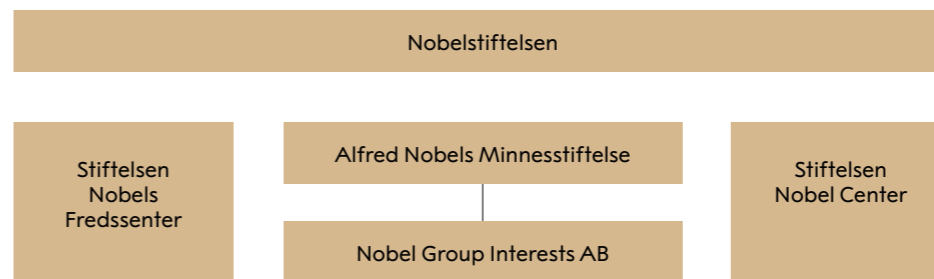 Nobelstiftelsen
Stiftelsen
Nobels
Fredssenter
Alfred Nobels Minnesstiftelse
Nobel Group Interests AB
Stiftelsen
Nobel Center